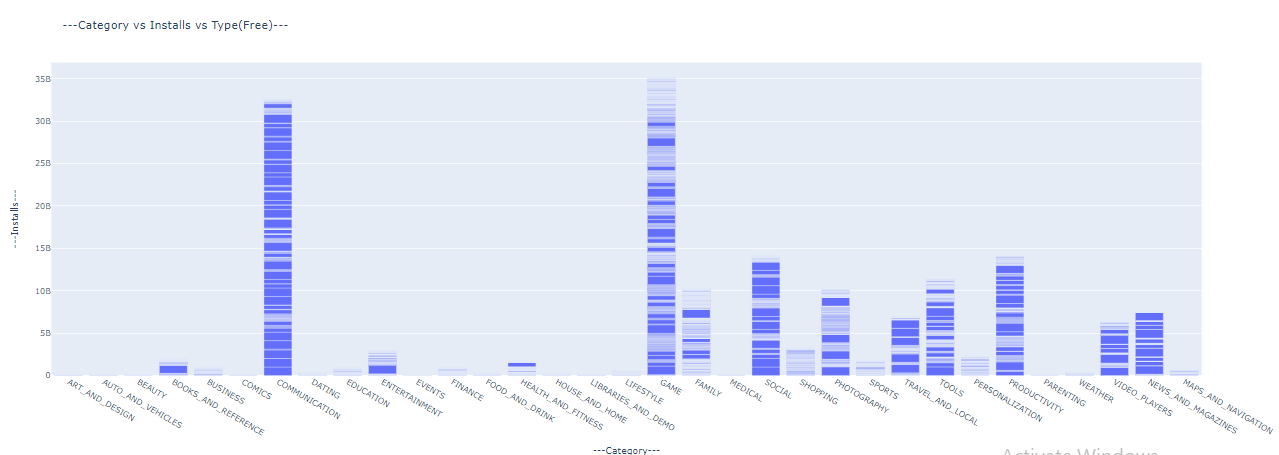 ---Category vs Installs vs Type(Free)---
35B
30B
25B
20B
15B
10B
5B
0
---Installs---
ART_AND_DESIGN
AUTO_AND_VEHICLES
BEAUTY
BOOKS_AND_REFERENCE
BUSINESS
COMICS
COMMUNICATION
DATING
EDUCATION
ENTERTAINMENT
EVENTS
FINANCE
FOOD_AND_DRINK
HEALTH_AND_FITNESS
HOUSE_AND_HOME
LIBRARIES_AND_DEMO
LIFESTYLE
GAME
FAMILY
MEDICAL
SOCIAL
SHOPPING
PHOTOGRAPHY
SPORTS
TRAVEL_AND_LOCAL
TOOLS
PERSONALIZATION
PRODUCTIVITY
PARENTING
WEATHER
VIDEO_PLAYERS
NEWS_AND_MAGAZINES
MAPS_AND_NAVIGATION
---Category---
Activate Windows